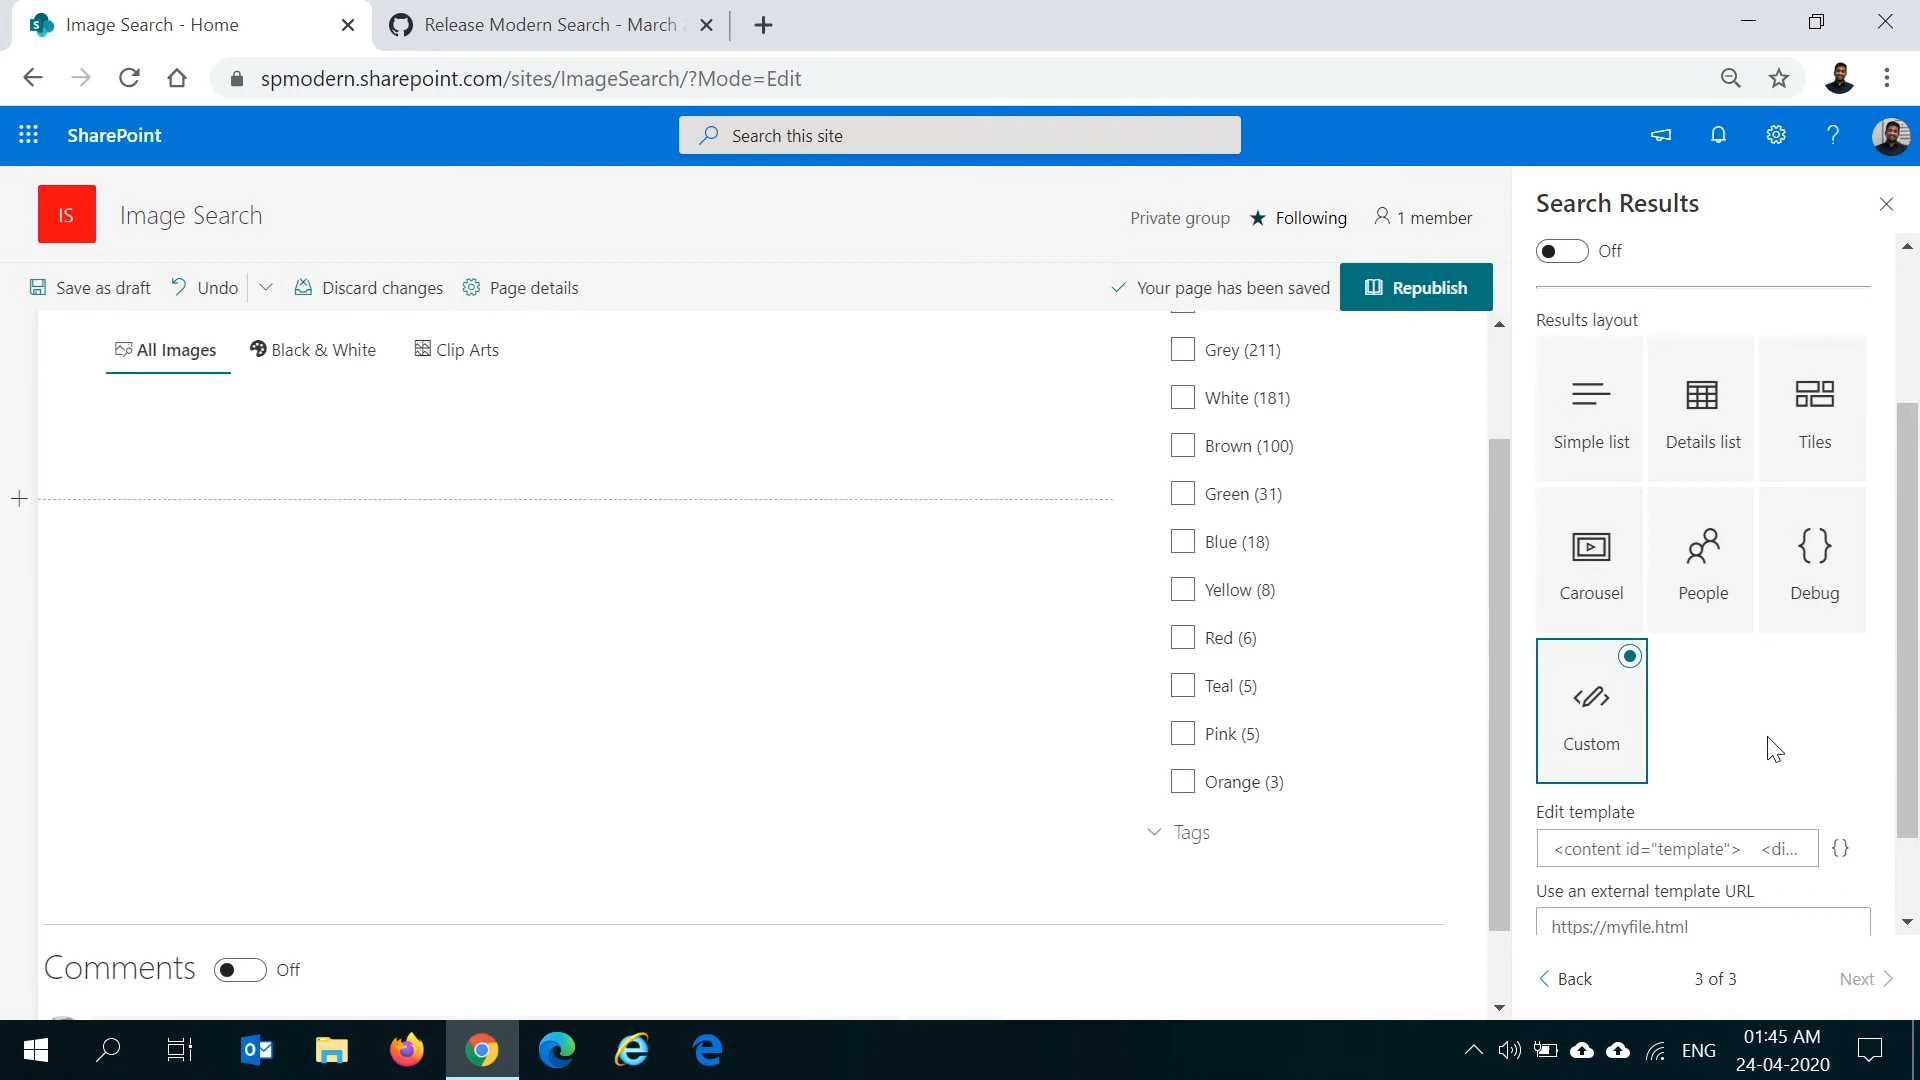 Image Search - Home
Release Modern Search - March
spmodern.sharepoint.com/sites/ImageSearch/?Mode=Edit
SharePoint
Search this site
IS
Image Search
Private group
Following
1 member
Save as draft
Undo
Discard changes
Page details
Your page has been saved
Republish
All Images
Black & White
Clip Arts
Grey (211)
White (181)
Brown (100)
Green (31)
Blue (18)
Yellow (8)
Red (6)
Teal (5)
Pink (5)
Orange (3)
Tags
Comments
Off
Search Results
Off
Results layout
Simple list
Details list
Tiles
Carousel
People
Debug
Custom
Edit template
<content id="template">    <di...
{}
Use an external template URL
https://myfile.html
Back
3 of 3
Next
ENG
01:45 AM
24-04-2020